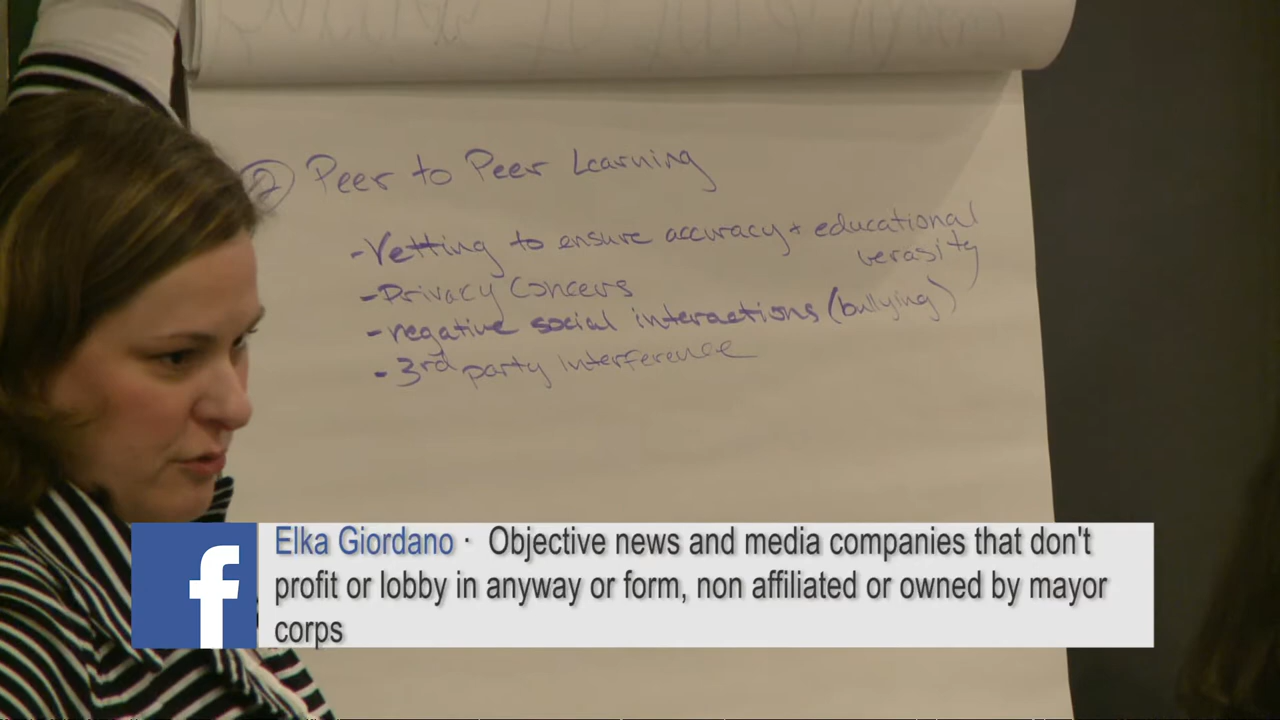 ② Peer to Peer Learning
- Vetting to ensure accuracy + educational
verasity
- Privacy Concers
- negative social interactions (bullying)
- 3rd party interference
f
Elka Giordano · Objective news and media companies that don't
profit or lobby in anyway or form, non affiliated or owned by mayor
corps